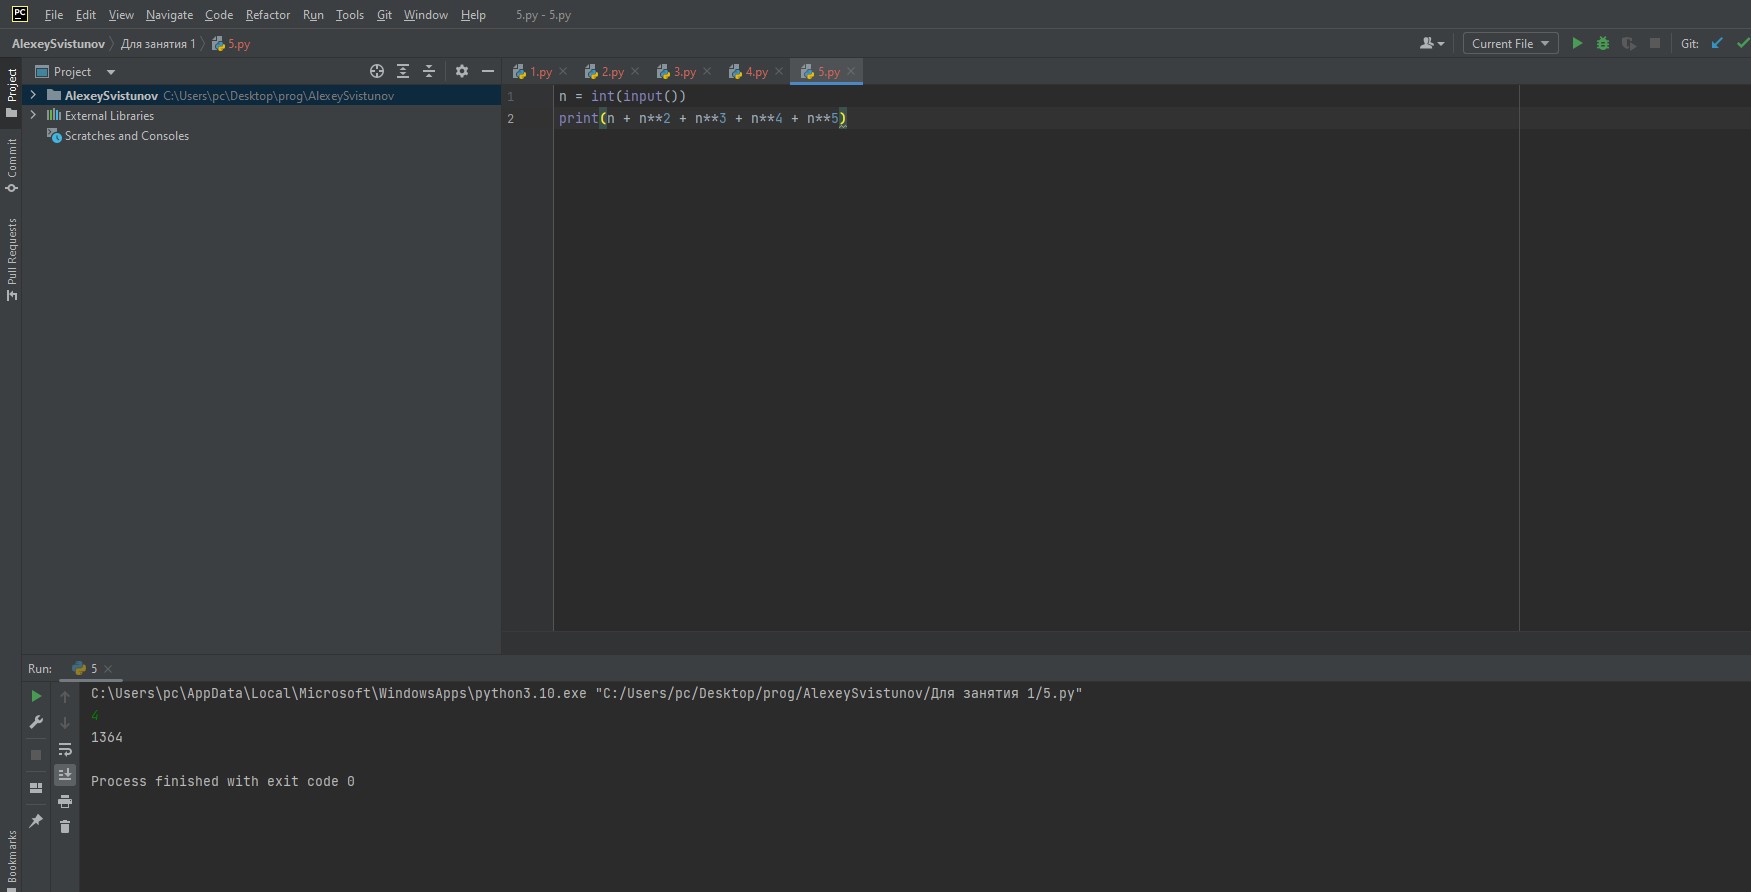 PC File Edit View Navigate Code Refactor Run Tools Git Window Help 5.py - 5.py
AlexeySvistunov Для занятия 1 5.py Current File Git:
Project
Project
1.py 2.py 3.py 4.py 5.py
AlexeySvistunov C:\Users\pc\Desktop\prog\AlexeySvistunov
External Libraries
Scratches and Consoles
Commit
Pull Requests
Bookmarks
1 n = int(input())
2 print(n + n**2 + n**3 + n**4 + n**5)
Run: 5
C:\Users\pc\AppData\Local\Microsoft\WindowsApps\python3.10.exe "C:/Users/pc/Desktop/prog/AlexeySvistunov/Для занятия 1/5.py"
4
1364
Process finished with exit code 0